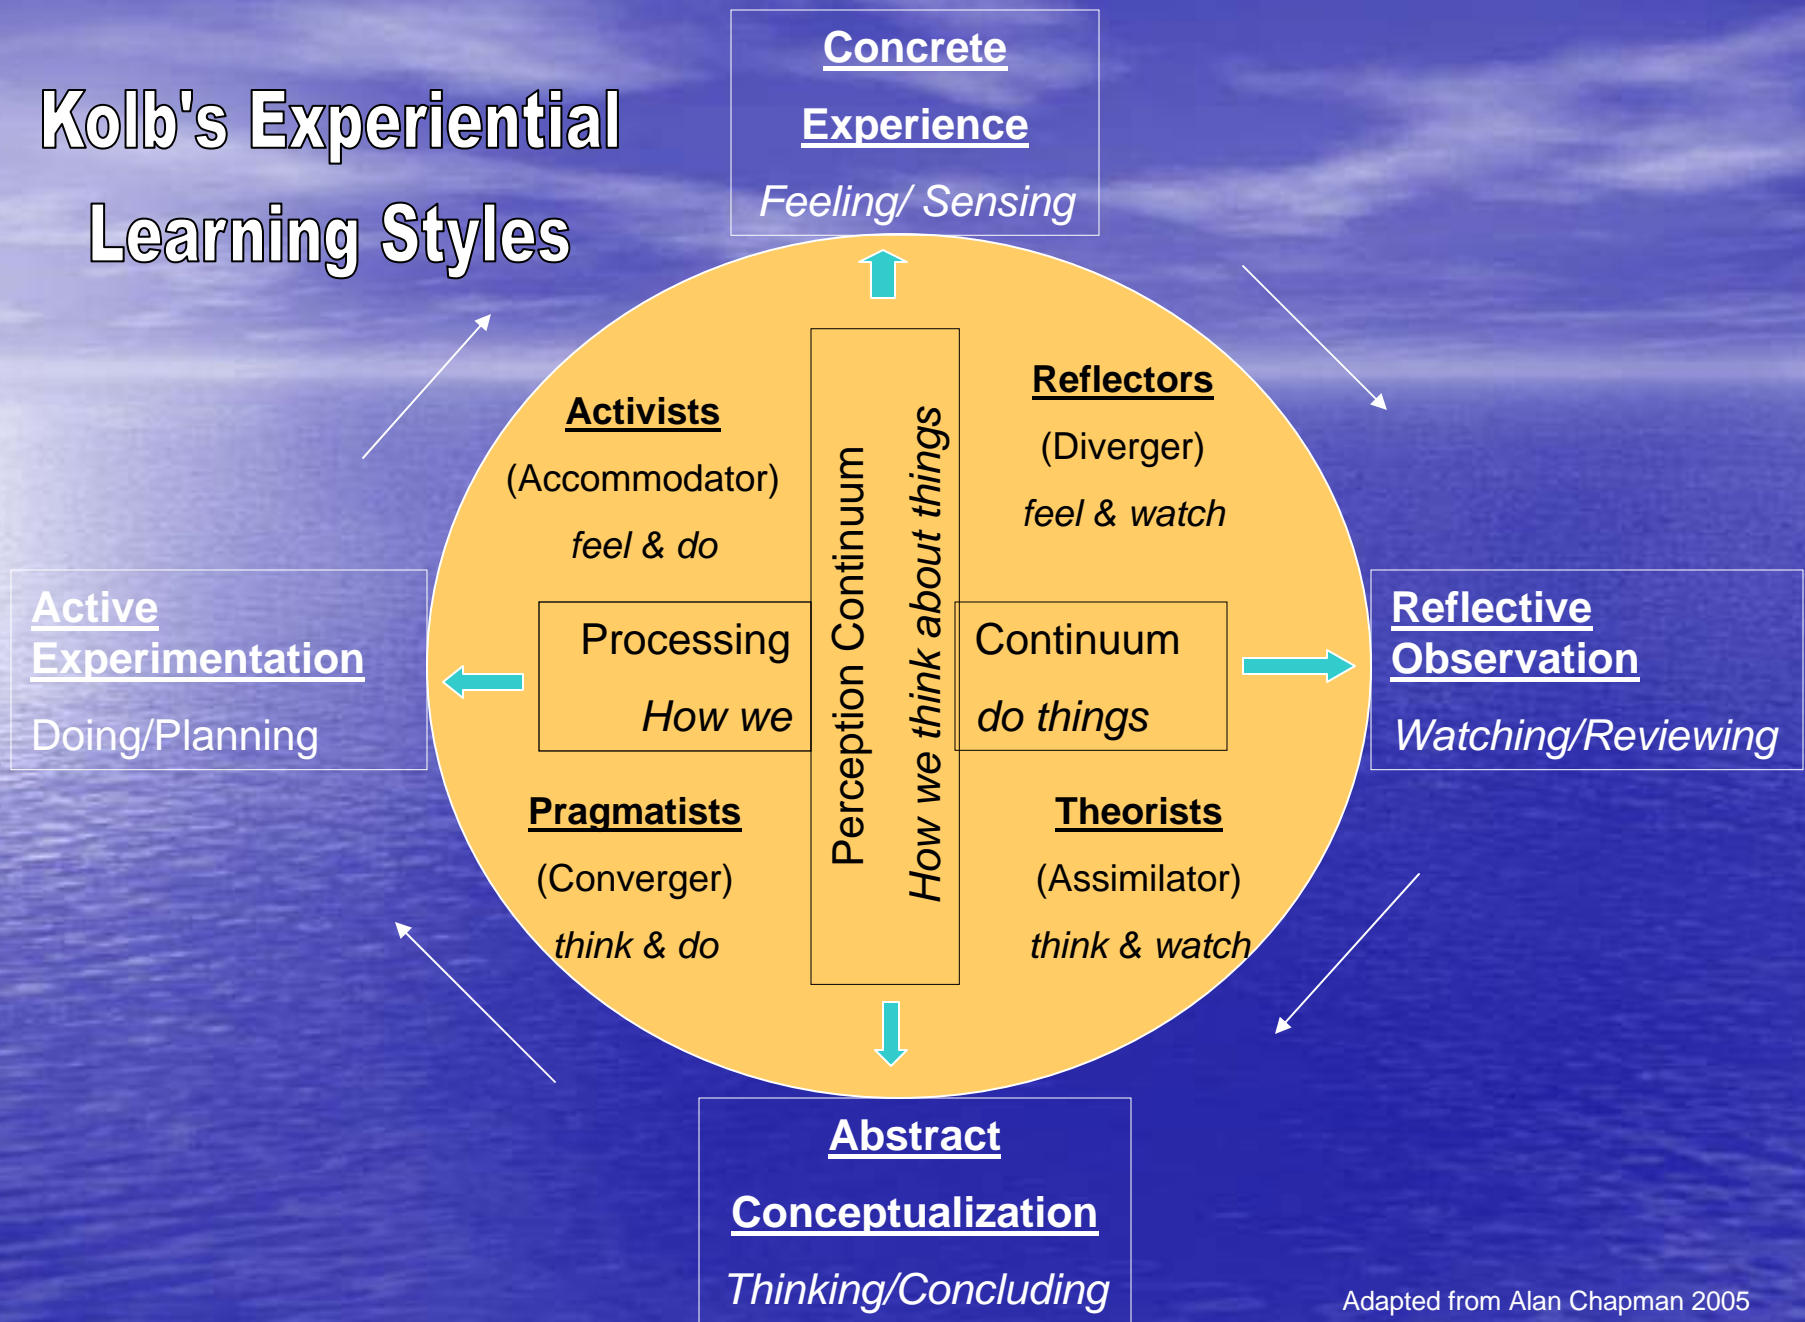 Kolb's Experiential
Learning Styles
Concrete
Experience
Feeling/ Sensing
Activists
(Accommodator)
feel & do
Reflectors
(Diverger)
feel & watch
Active
Experimentation
Doing/Planning
Processing
How we
Perception Continuum
How we think about things
Continuum
do things
Reflective
Observation
Watching/Reviewing
Pragmatists
(Converger)
think & do
Theorists
(Assimilator)
think & watch
Abstract
Conceptualization
Thinking/Concluding
Adapted from Alan Chapman 2005